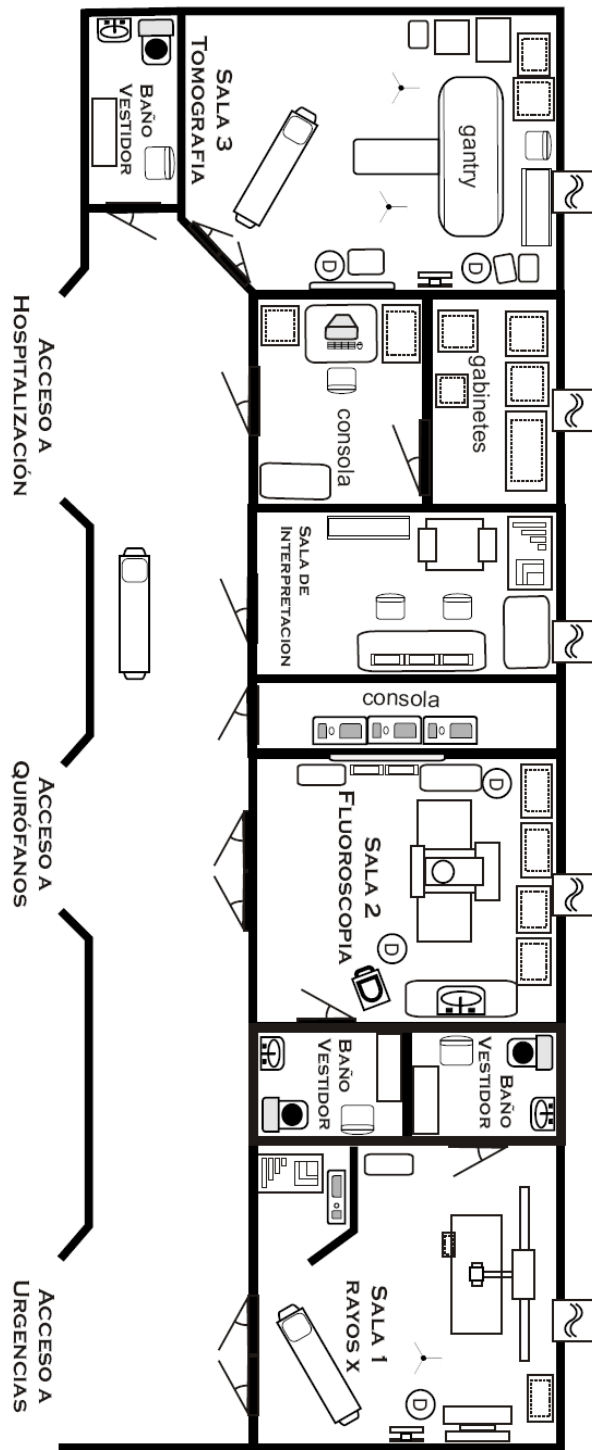 BAÑO
VESTIDOR
SALA 3
TOMOGRAFIA
gantry
D
D
ACCESO A
HOSPITALIZACIÓN
consola
gabinetes
SALA DE
INTERPRETACION
consola
ACCESO A
QUIRÓFANOS
SALA 2
FLUOROSCOPIA
D
D
D
BAÑO
VESTIDOR
BAÑO
VESTIDOR
SALA 1
RAYOS X
D
ACCESO A
URGENCIAS